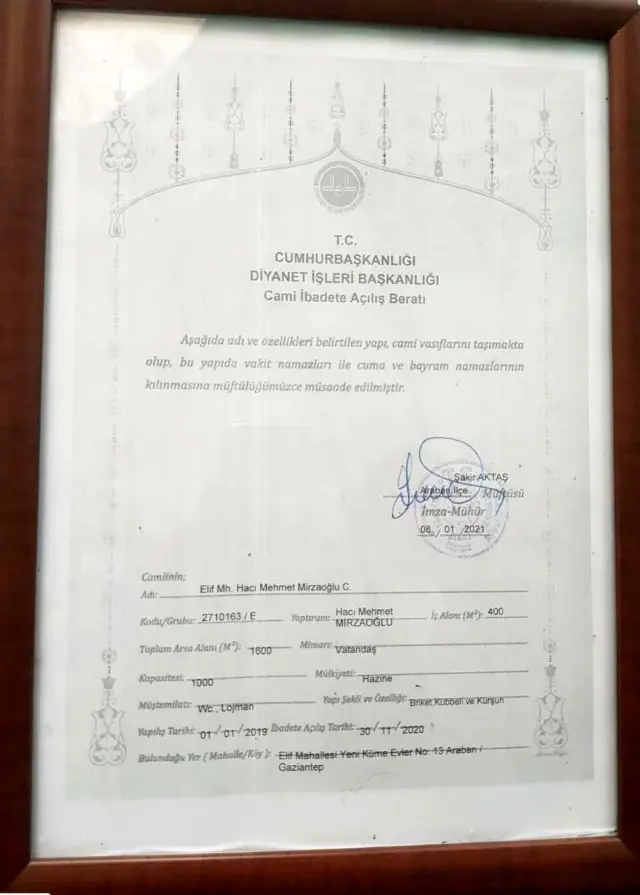 T.C.
CUMHURBAŞKANLIĞI
DİYANET İŞLERİ BAŞKANLIĞI
Cami İbadete Açılış Beratı
Aşağıda adı ve özellikleri belirtilen yapı, cami vasıflarını taşımakta
olup, bu yapıda vakit namazları ile cuma ve bayram namazlarının
kılınmasına müftülüğümüzce müsaade edilmiştir.
Şakir AKTAŞ
Araban İlçe Müftüsü
İmza-Mühür
08 / 01 / 2021
Camiinin;
Adı: Elif Mh. Hacı Mehmet Mirzaoğlu C.
Kodu/Grubu: 2710163 / E Yaptıranı: Hacı Mehmet MİRZAOĞLU İç Alanı (M²): 400
Toplam Arsa Alanı (M²): 1600 Mimarı: Vatandaş
Kapasitesi: 1000 Mülkiyeti: Hazine
Müştemilatı: Wc., Lojman Yapı Şekli ve Özelliği: Briket,Kubbeli ve Kurşun
Yapılış Tarihi: 01 / 01 / 2019 İbadete Açılış Tarihi: 30 / 11 / 2020
Bulunduğu Yer ( Mahalle/Köy ): Elif Mahallesi Yeni Küme Evler No: 13 Araban /
Gaziantep